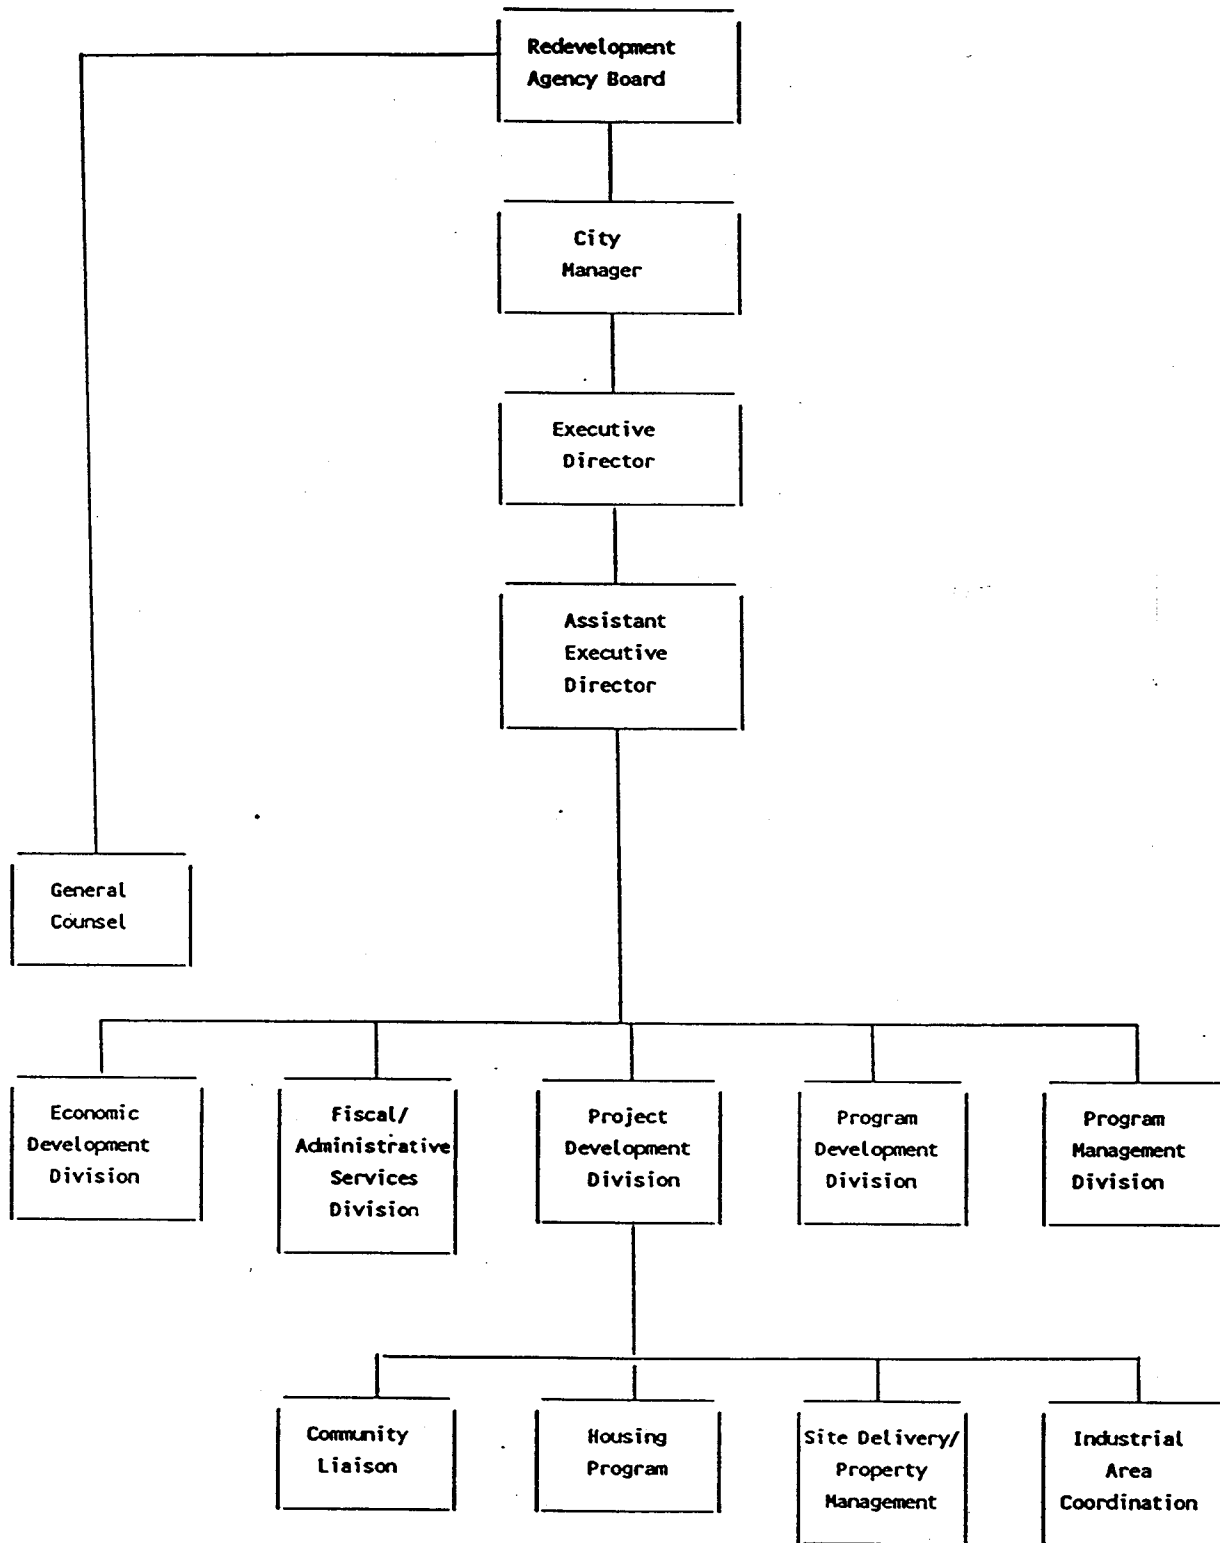 Redevelopment
Agency Board
City
Manager
Executive
Director
Assistant
Executive
Director
General
Counsel
Economic
Development
Division
Fiscal/
Administrative
Services
Division
Project
Development
Division
Program
Development
Division
Program
Management
Division
Community
Liaison
Housing
Program
Site Delivery/
Property
Management
Industrial
Area
Coordination